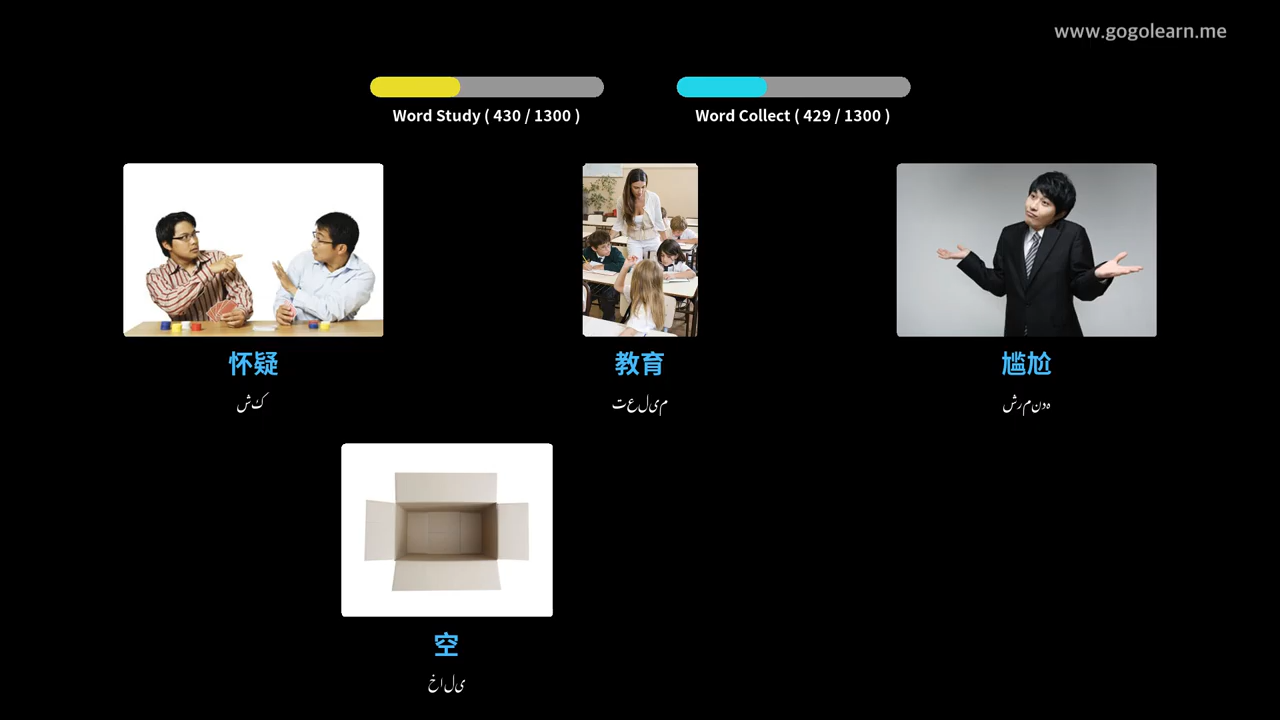 www.gogolearn.me
Word Study ( 430 / 1300 )
Word Collect ( 429 / 1300 )
怀疑
شک
教育
تعلیم
尴尬
شرمندہ
空
خالی